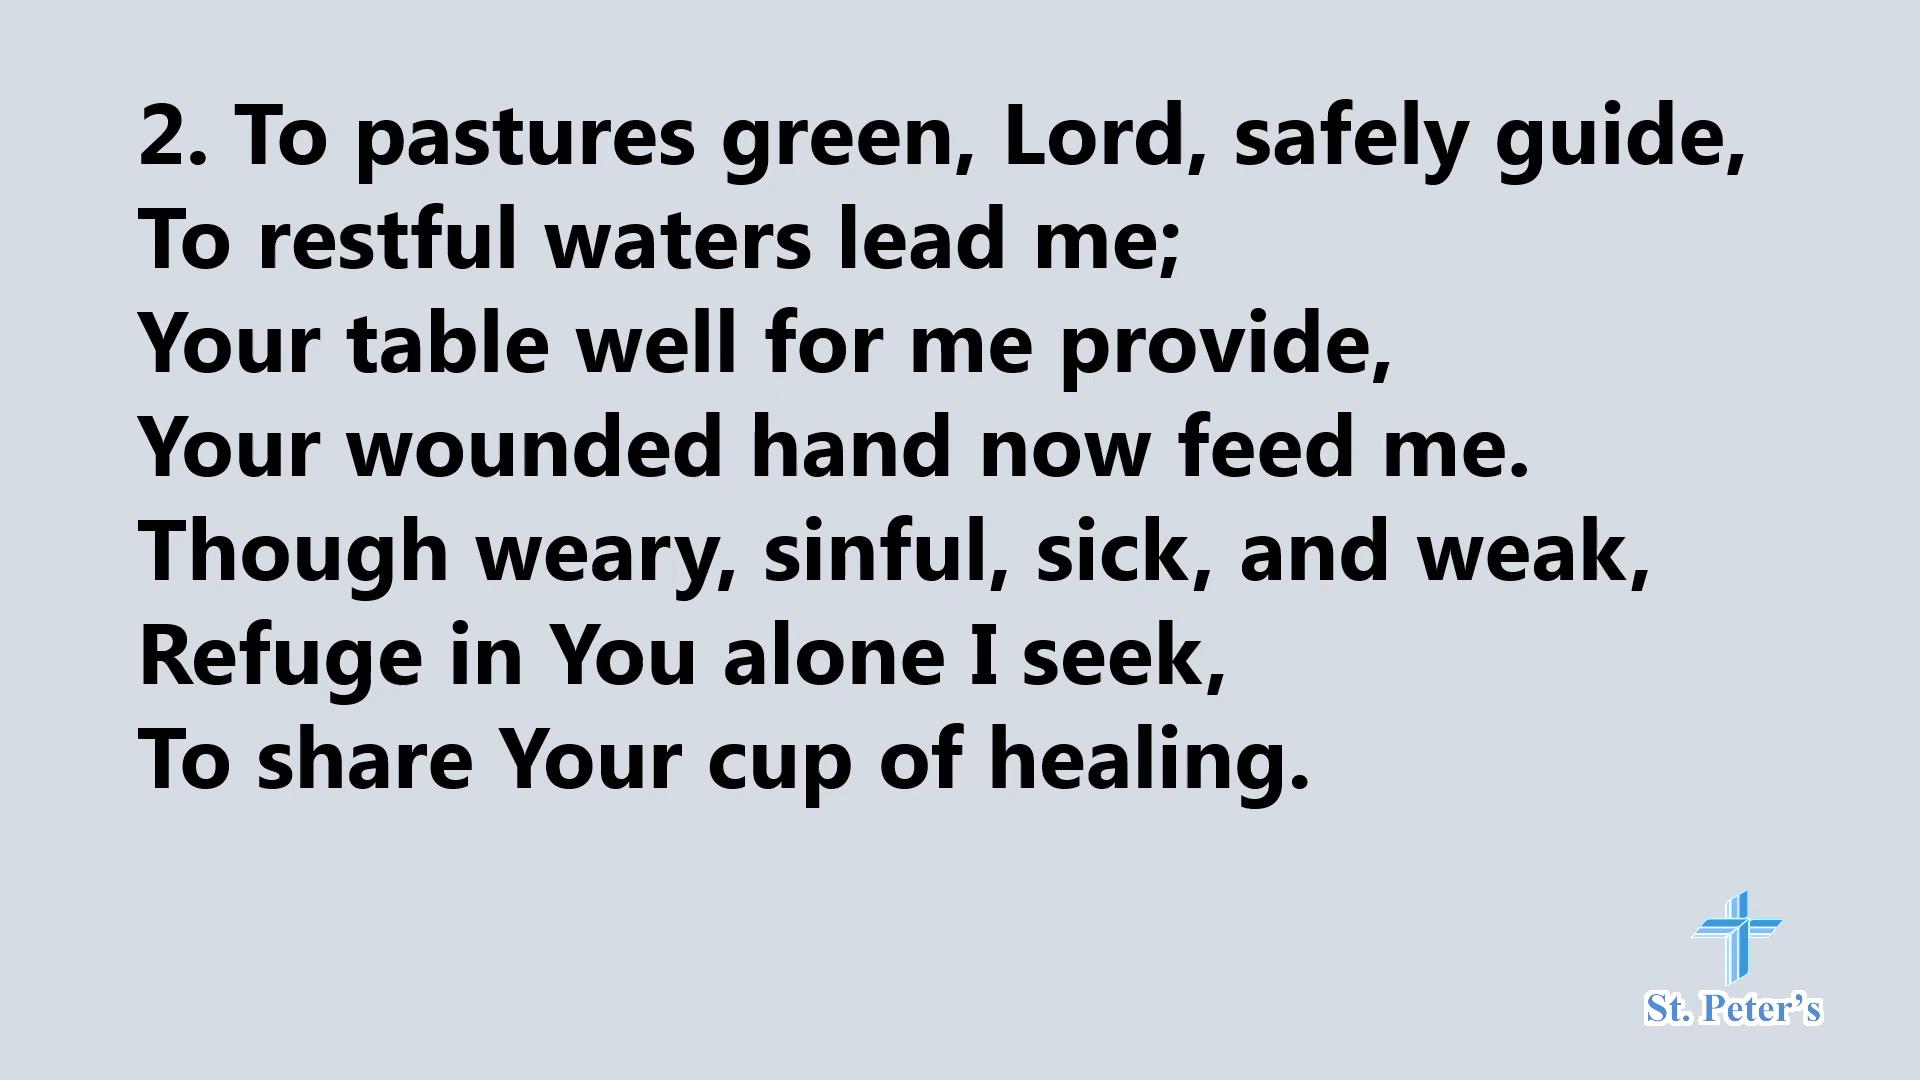 2. To pastures green, Lord, safely guide,
To restful waters lead me;
Your table well for me provide,
Your wounded hand now feed me.
Though weary, sinful, sick, and weak,
Refuge in You alone I seek,
To share Your cup of healing.
St. Peter’s